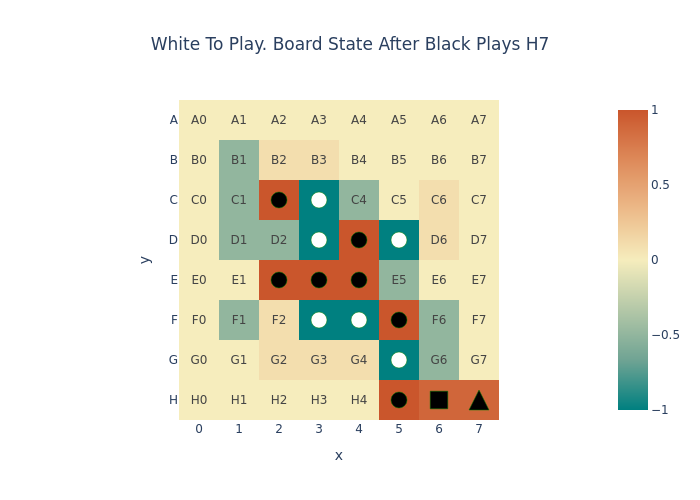 White To Play. Board State After Black Plays H7
A A0 A1 A2 A3 A4 A5 A6 A7
B B0 B1 B2 B3 B4 B5 B6 B7
C C0 C1 C4 C5 C6 C7
D D0 D1 D2 D6 D7
E E0 E1 E5 E6 E7
F F0 F1 F2 F6 F7
G G0 G1 G2 G3 G4 G6 G7
H H0 H1 H2 H3 H4
0 1 2 3 4 5 6 7
x
y
1
0.5
0
−0.5
−1